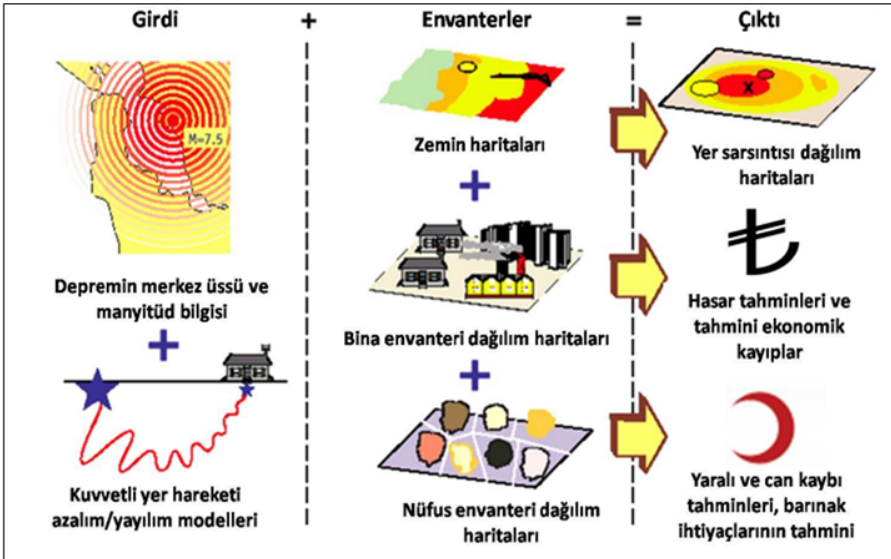 Girdi + Envanterler = Çıktı
M=7.5
Depremin merkez üssü ve
manyitüd bilgisi
+
Kuvvetli yer hareketi
azalım/yayılım modelleri
Zemin haritaları
+
Bina envanteri dağılım haritaları
+
Nüfus envanteri dağılım
haritaları
X
Yer sarsıntısı dağılım
haritaları
₺
Hasar tahminleri ve
tahmini ekonomik
kayıplar
Yaralı ve can kaybı
tahminleri, barınak
ihtiyaçlarının tahmini